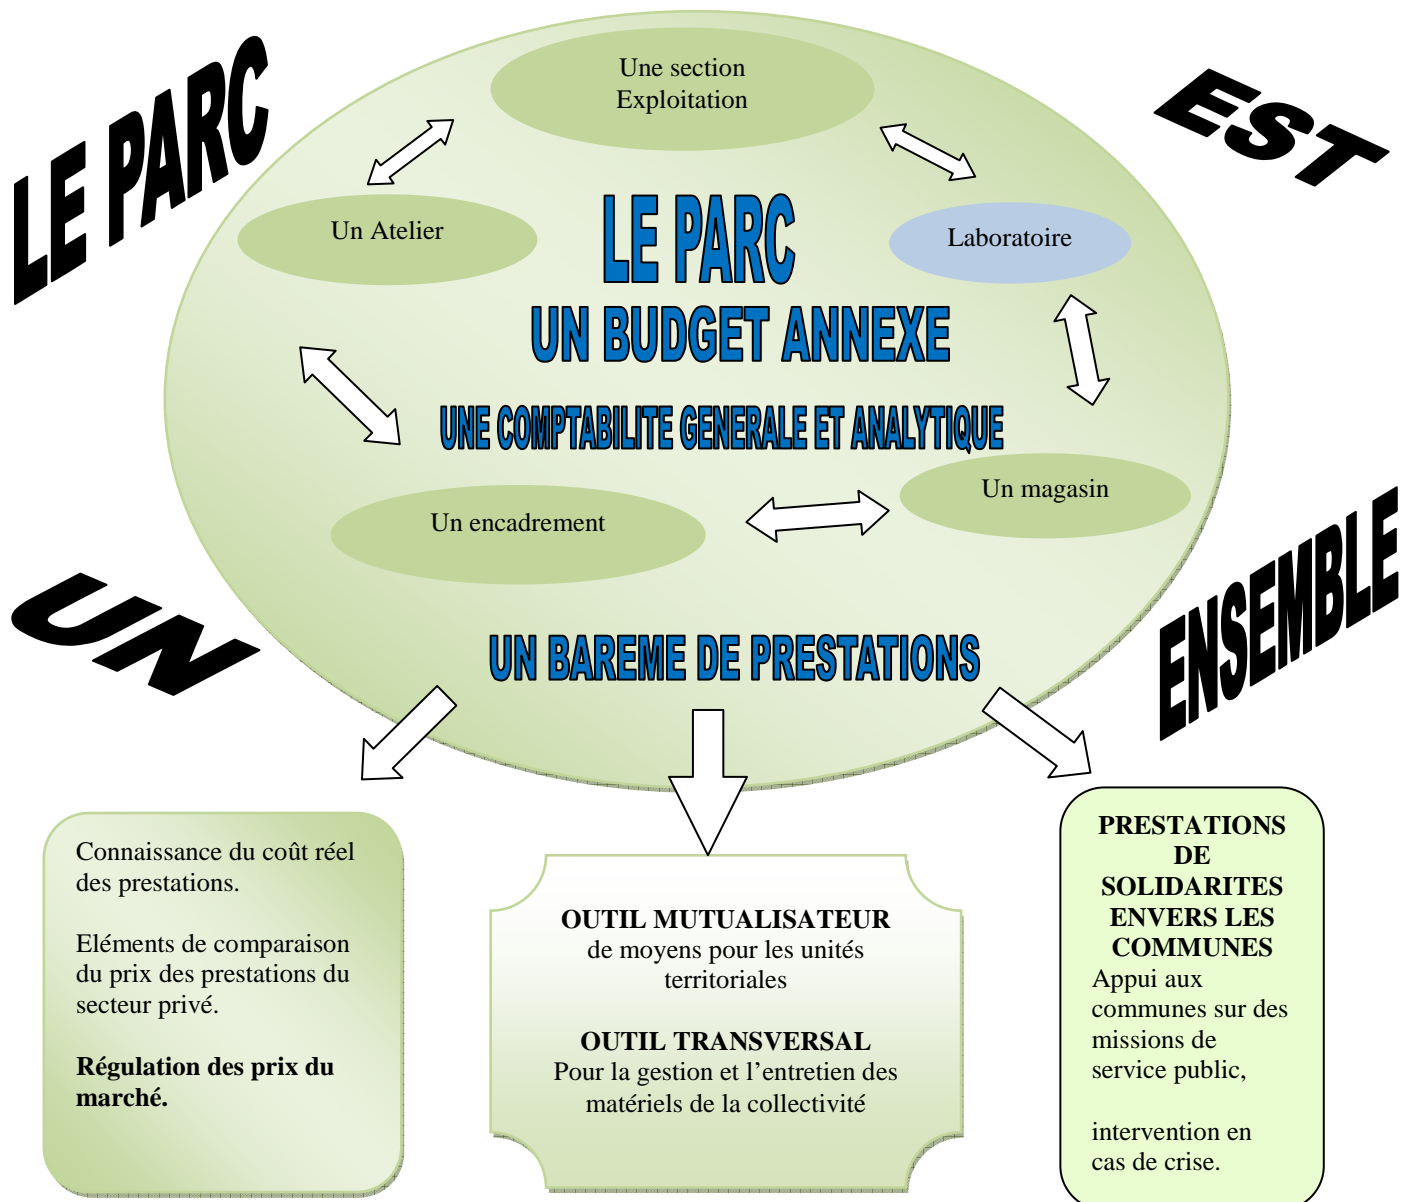 LE PARC
EST
UN
ENSEMBLE
Une section
Exploitation
Un Atelier
Laboratoire
LE PARC
UN BUDGET ANNEXE
UNE COMPTABILITE GENERALE ET ANALYTIQUE
Un encadrement
Un magasin
UN BAREME DE PRESTATIONS
Connaissance du coût réel
des prestations.
Eléments de comparaison
du prix des prestations du
secteur privé.
Régulation des prix du
marché.
OUTIL MUTUALISATEUR
de moyens pour les unités
territoriales
OUTIL TRANSVERSAL
Pour la gestion et l’entretien des
matériels de la collectivité
PRESTATIONS
DE
SOLIDARITES
ENVERS LES
COMMUNES
Appui aux
communes sur des
missions de
service public,
intervention en
cas de crise.